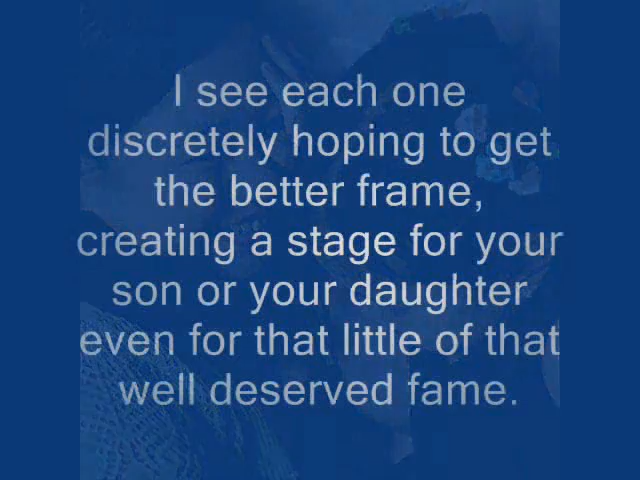 I see each one
discretely hoping to get
the better frame,
creating a stage for your
son or your daughter
even for that little of that
well deserved fame.